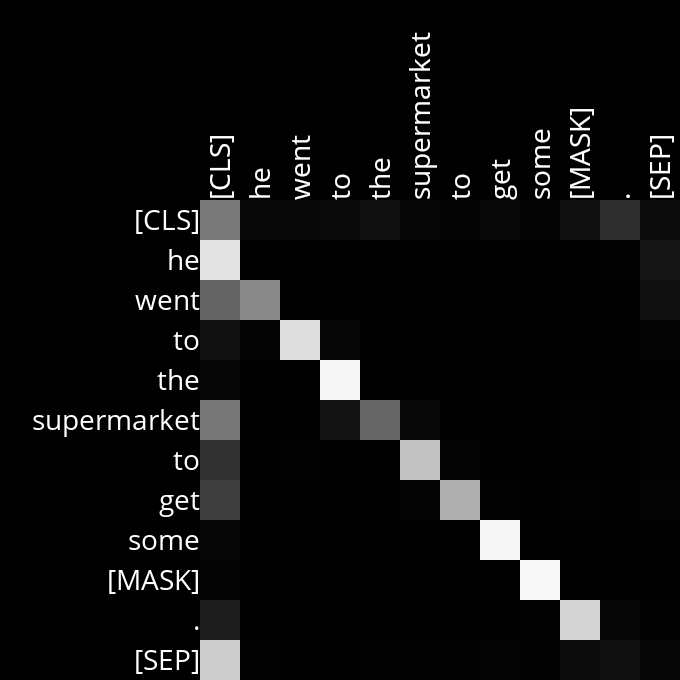 [CLS]
he
went
to
the
supermarket
to
get
some
[MASK]
.
[SEP]
[CLS]
he
went
to
the
supermarket
to
get
some
[MASK]
.
[SEP]